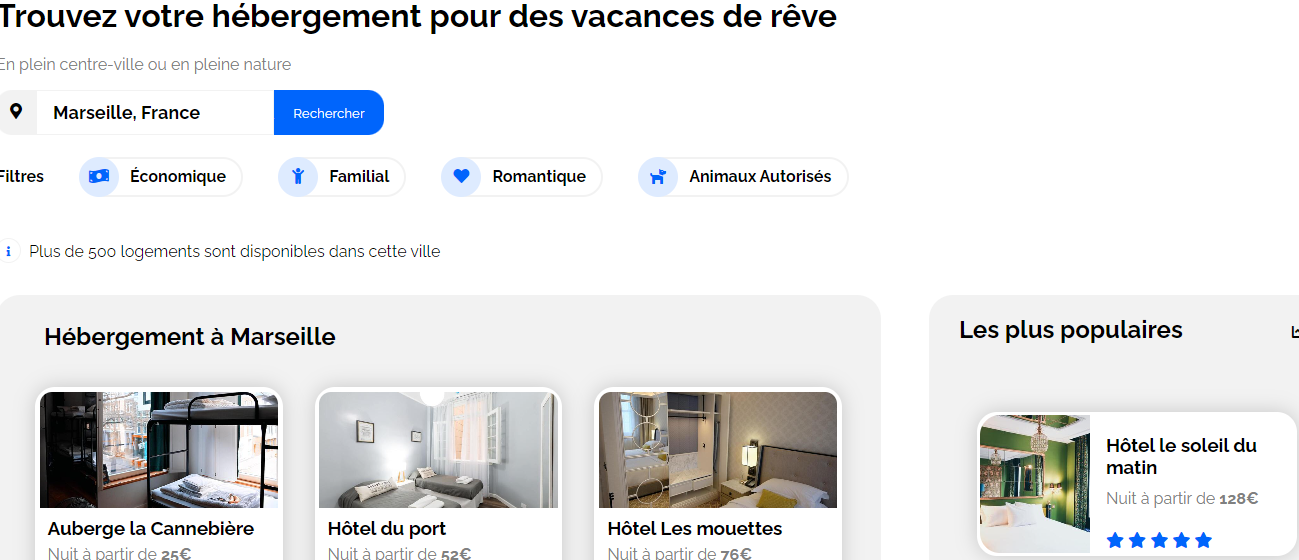 Trouvez votre hébergement pour des vacances de rêve
En plein centre-ville ou en pleine nature
Marseille, France
Rechercher
Filtres
Économique
Familial
Romantique
Animaux Autorisés
Plus de 500 logements sont disponibles dans cette ville
Hébergement à Marseille
Auberge la Cannebière
Nuit à partir de 25€
Hôtel du port
Nuit à partir de 52€
Hôtel Les mouettes
Nuit à partir de 76€
Les plus populaires
Hôtel le soleil du
matin
Nuit à partir de 128€